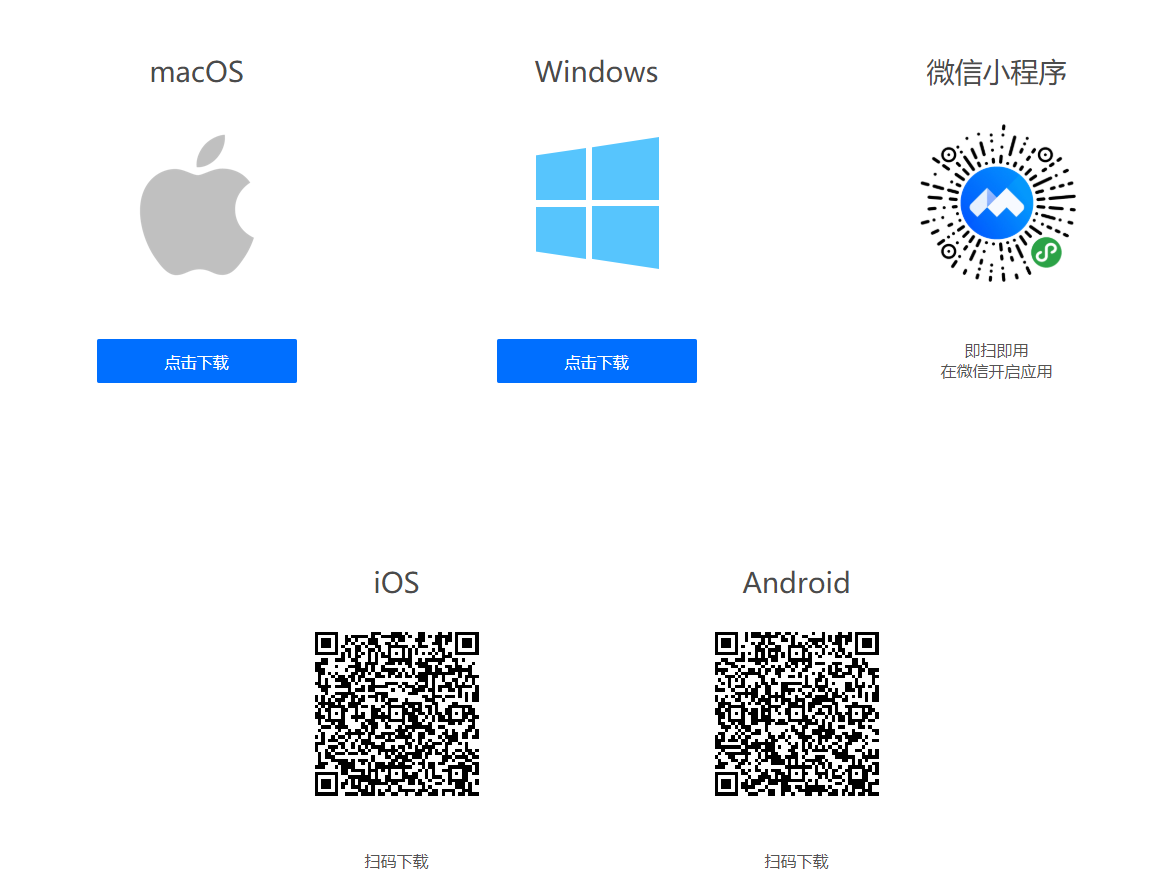 macOS
Windows
微信小程序
点击下载
点击下载
即扫即用
在微信开启应用
iOS
Android
扫码下载
扫码下载